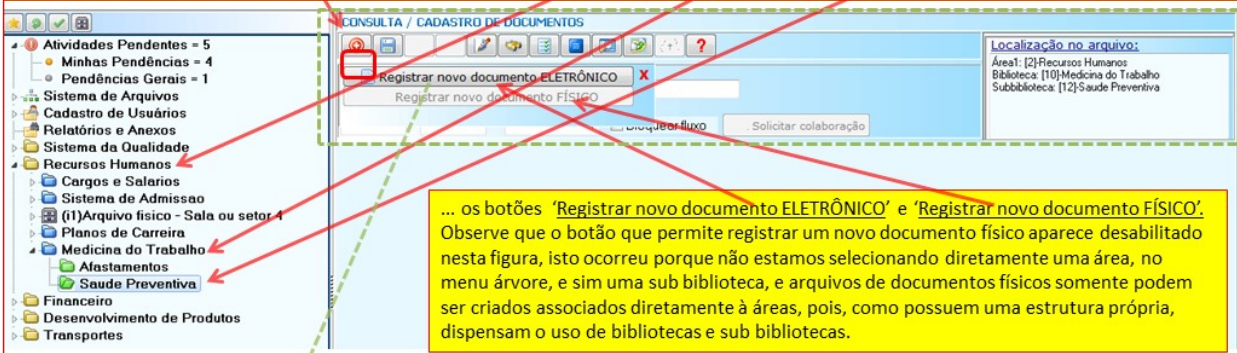 CONSULTA / CADASTRO DE DOCUMENTOS
Atividades Pendentes = 5
Minhas Pendências = 4
Pendências Gerais = 1
Sistema de Arquivos
Cadastro de Usuários
Relatórios e Anexos
Sistema da Qualidade
Recursos Humanos
Cargos e Salarios
Sistema de Admissao
(i1)Arquivo fisico - Sala ou setor 4
Planos de Carreira
Medicina do Trabalho
Afastamentos
Saude Preventiva
Financeiro
Desenvolvimento de Produtos
Transportes
?
Registrar novo documento ELETRÔNICO X
Registrar novo documento FÍSICO
Bloquear fluxo Solicitar colaboração
Localização no arquivo:
Área1: [2]-Recursos Humanos
Biblioteca: [10]-Medicina do Trabalho
Subbiblioteca: [12]-Saude Preventiva
... os botões ‘Registrar novo documento ELETRÔNICO’ e ‘Registrar novo documento FÍSICO’.
Observe que o botão que permite registrar um novo documento físico aparece desabilitado
nesta figura, isto ocorreu porque não estamos selecionando diretamente uma área, no
menu árvore, e sim uma sub biblioteca, e arquivos de documentos físicos somente podem
ser criados associados diretamente à áreas, pois, como possuem uma estrutura própria,
dispensam o uso de bibliotecas e sub bibliotecas.